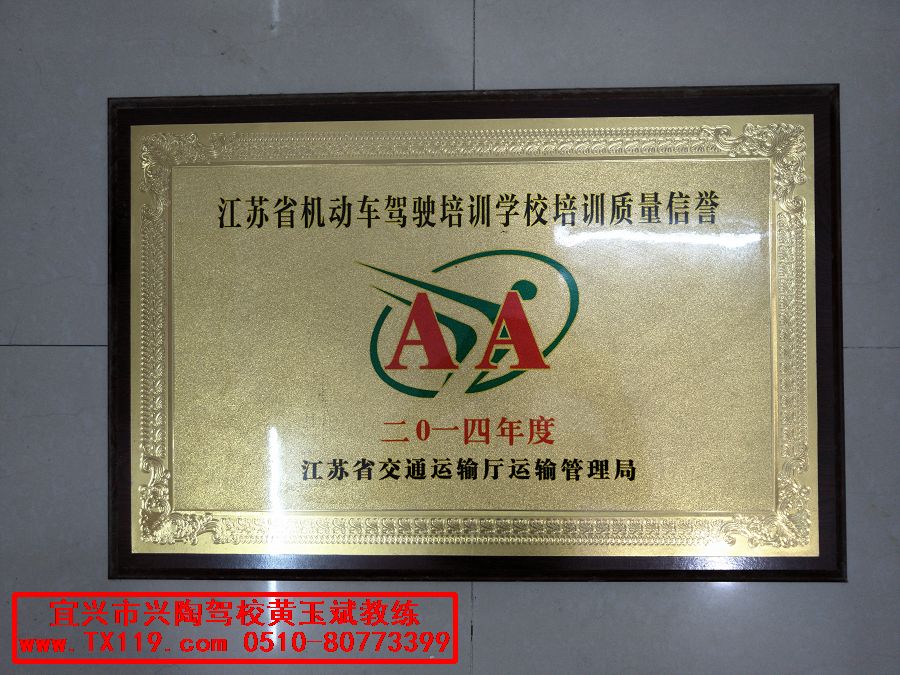 江苏省机动车驾驶培训学校培训质量信誉
AA
二0一四年度
江苏省交通运输厅运输管理局
宜兴市兴陶驾校黄玉斌教练
www.TX119.com 0510-80773399